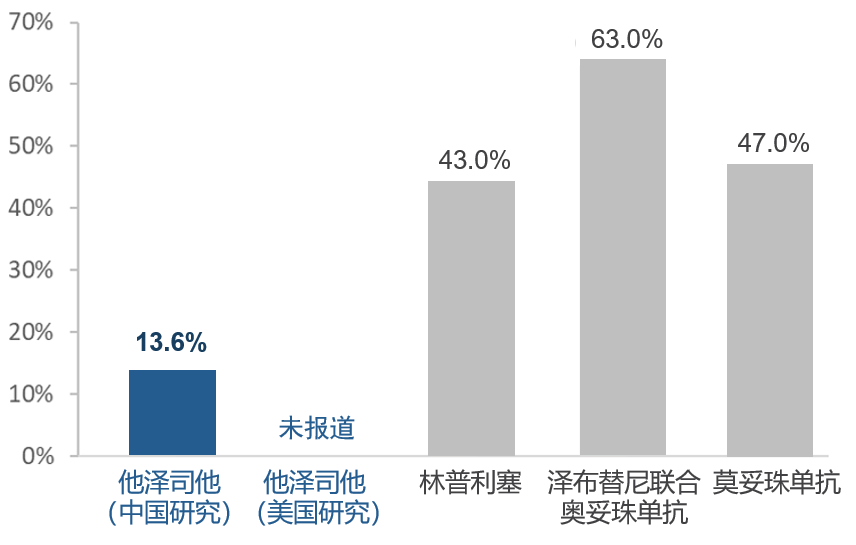 70%
60%
50%
40%
30%
20%
10%
0%
13.6%
未报道
43.0%
63.0%
47.0%
他泽司他
（中国研究）
他泽司他
（美国研究）
林普利塞
泽布替尼联合
奥妥珠单抗
莫妥珠单抗